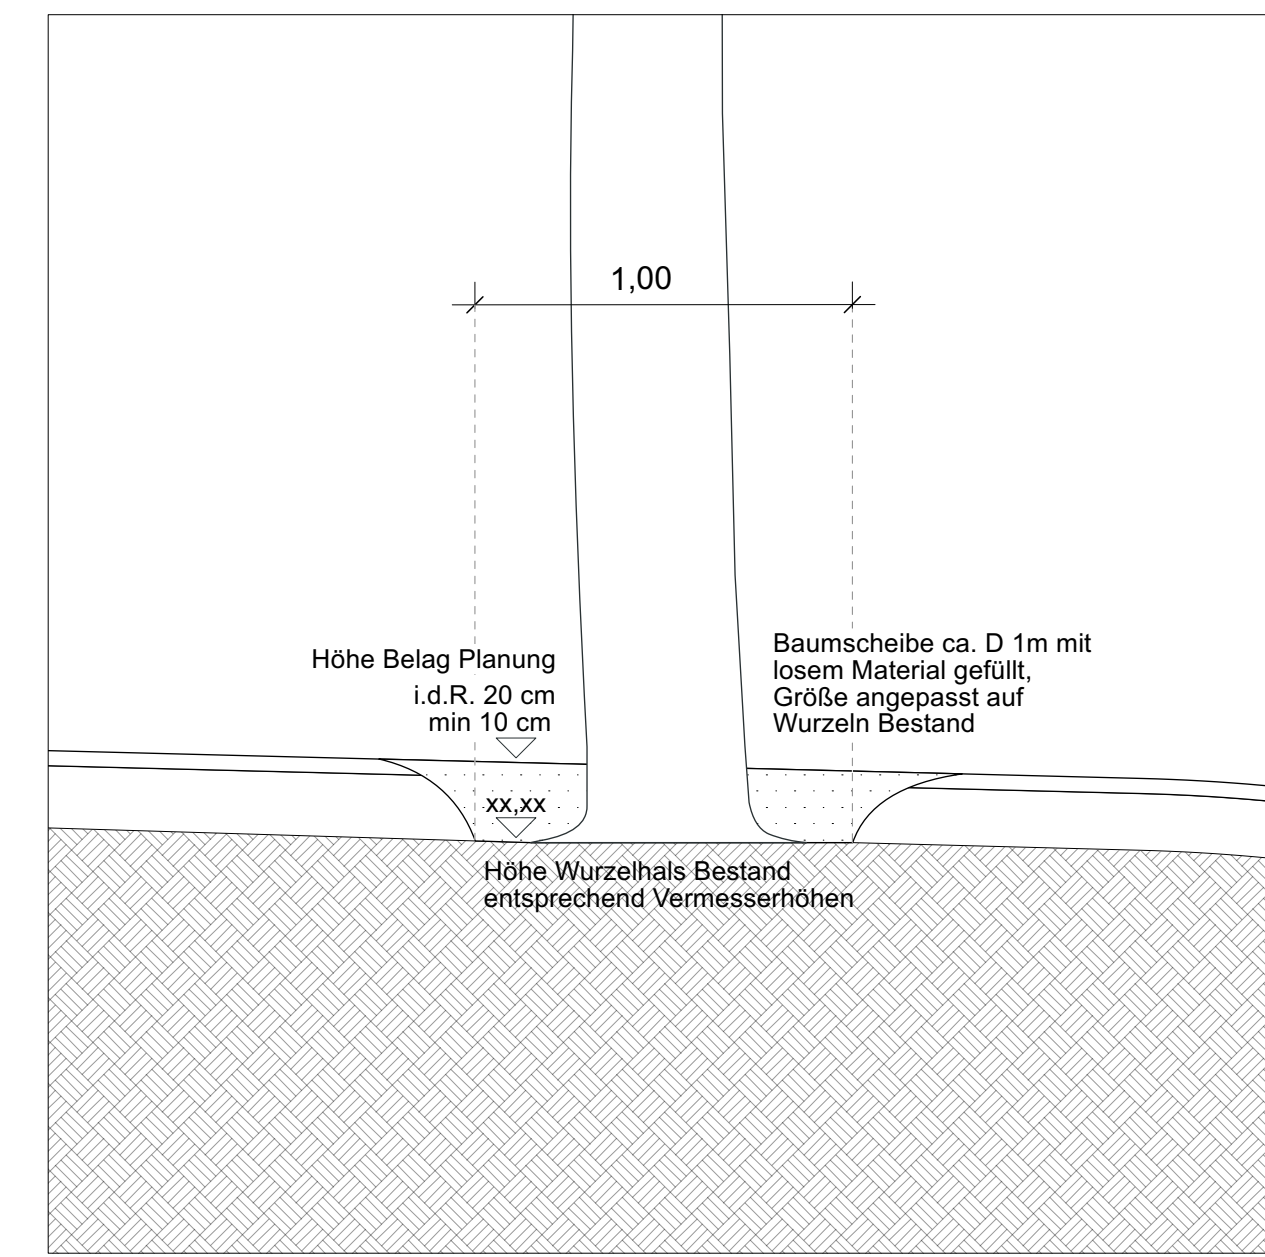 1,00
Höhe Belag Planung
i.d.R. 20 cm
min 10 cm
Baumscheibe ca. D 1m mit
losem Material gefüllt,
Größe angepasst auf
Wurzeln Bestand
xx,xx
Höhe Wurzelhals Bestand
entsprechend Vermesserhöhen